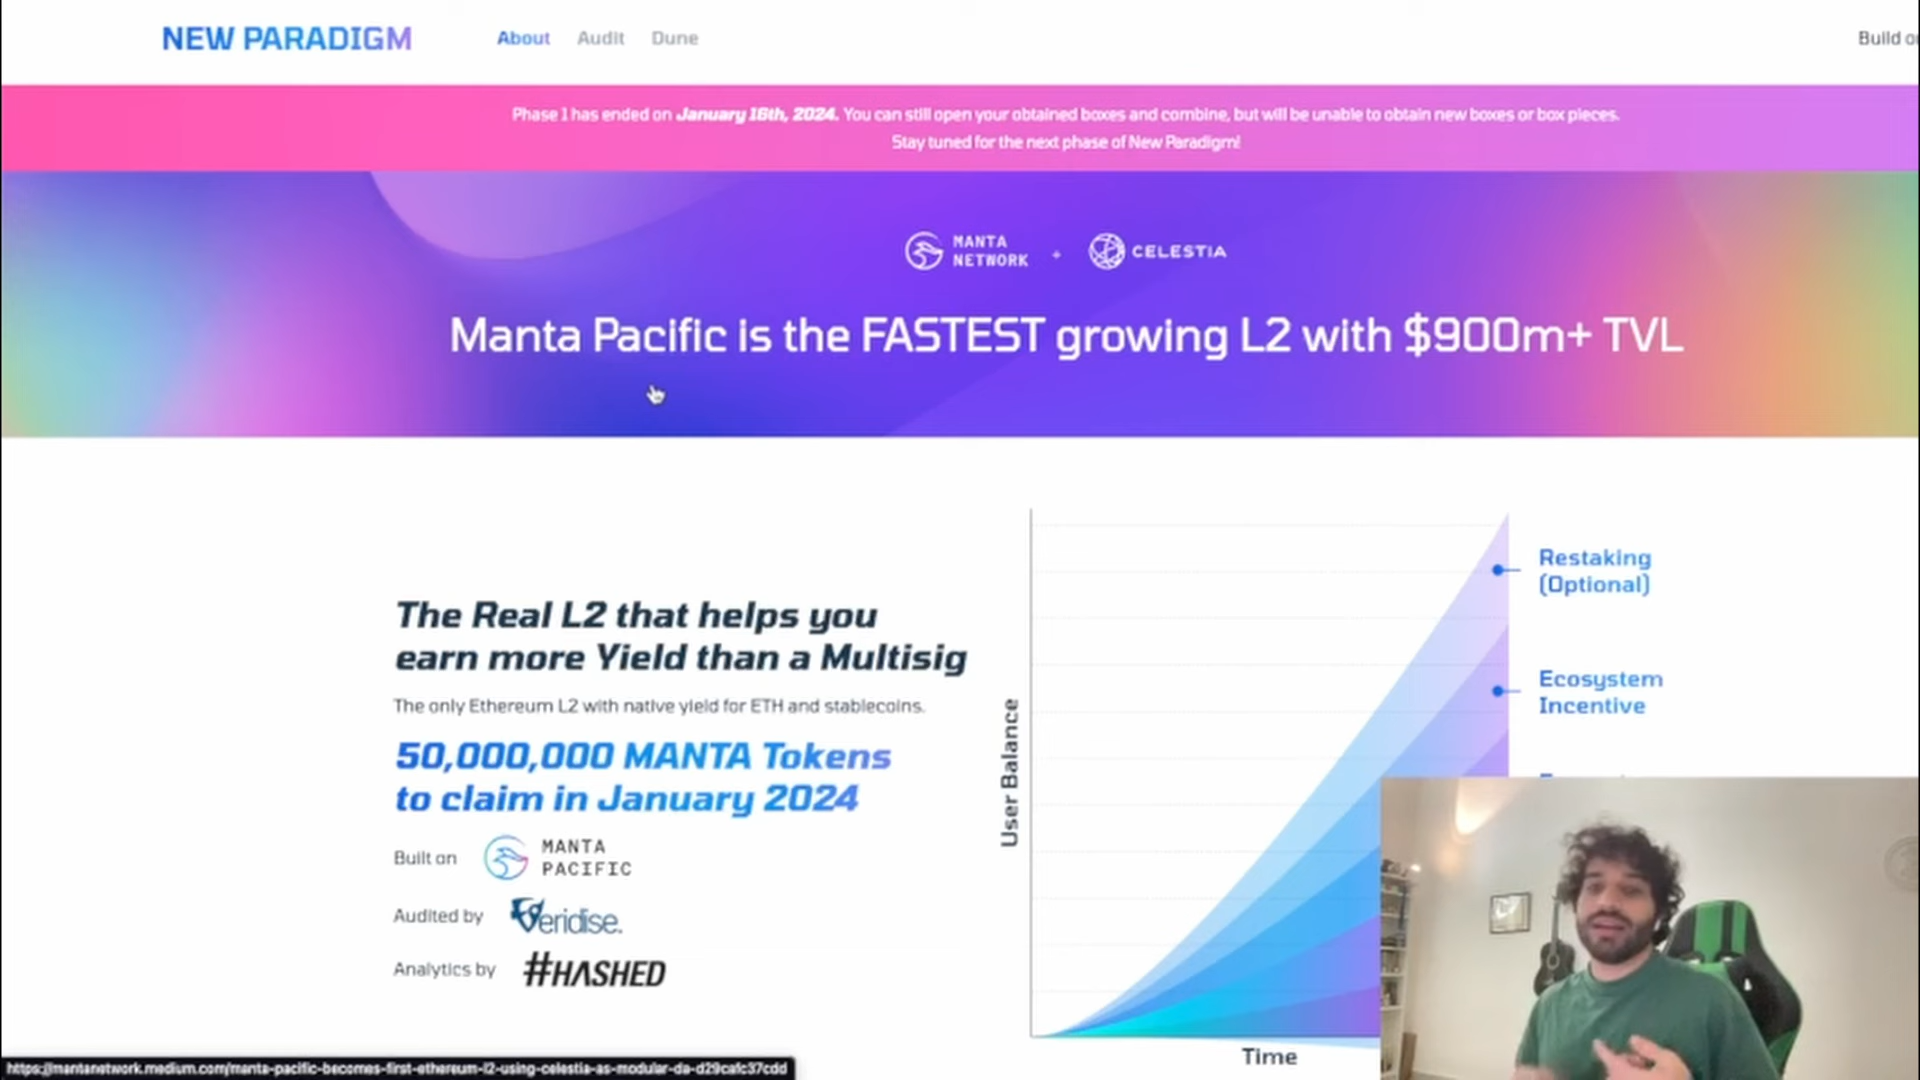 NEW PARADIGM
About Audit Dune
Build
Phase 1 has ended on January 16th, 2024. You can still open your obtained boxes and combine, but will be unable to obtain new boxes or box pieces.
Stay tuned for the next phase of New Paradigm!
MANTA
NETWORK
+ CELESTIA
Manta Pacific is the FASTEST growing L2 with $900m+ TVL
The Real L2 that helps you
earn more Yield than a Multisig
The only Ethereum L2 with native yield for ETH and stablecoins.
50,000,000 MANTA Tokens
to claim in January 2024
Built on MANTA
PACIFIC
Audited by Veridise.
Analytics by #HASHED
User Balance
Time
Restaking
(Optional)
Ecosystem
Incentive
https://mantanetwork.medium.com/manta-pacific-becomes-first-ethereum-l2-using-celestia-as-modular-da-d29cafc37cdd